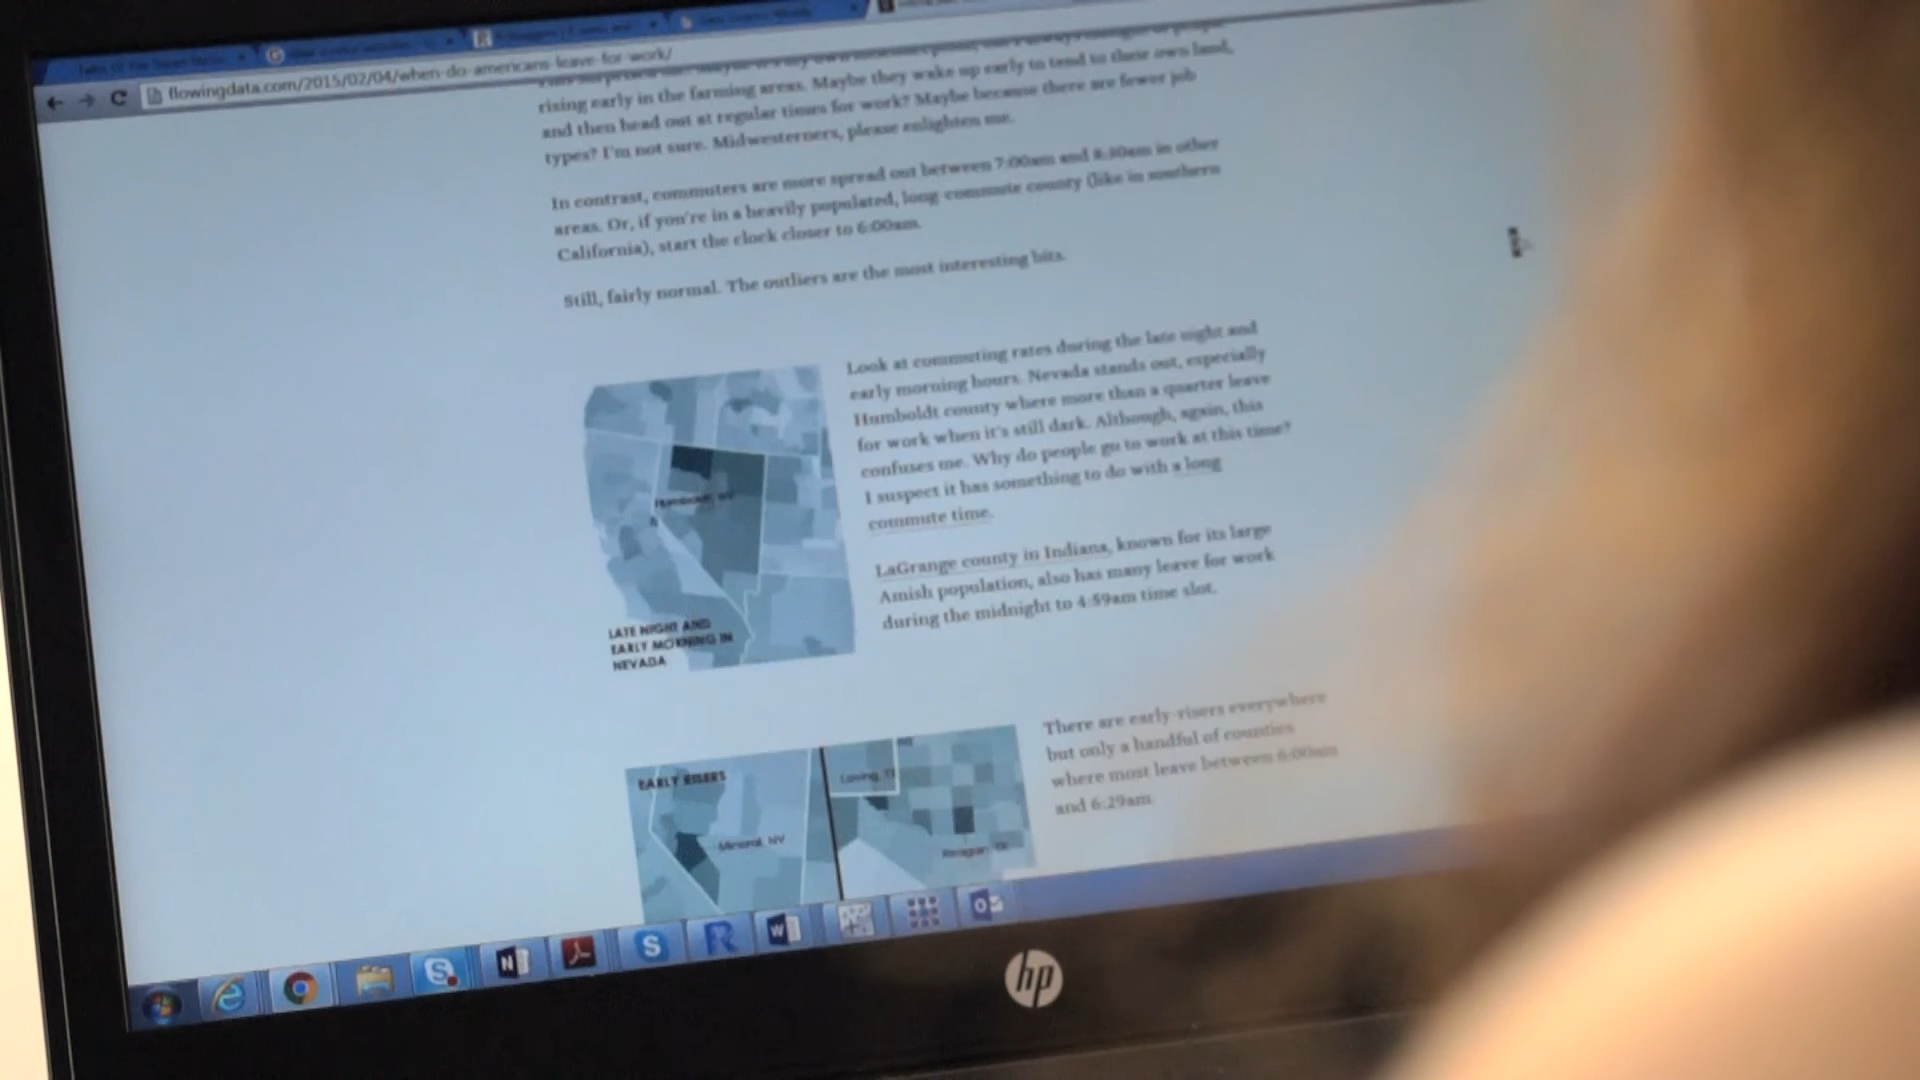 flowingdata.com/2015/02/04/when-do-americans-leave-for-work/
rising early in the farming areas. Maybe they wake up early to tend to their own land,
and then head out at regular times for work? Maybe because there are fewer job
types? I'm not sure. Midwesterners, please enlighten me.
In contrast, commuters are more spread out between 7:00am and 8:30am in other
areas. Or, if you're in a heavily populated, long-commute county (like in southern
California), start the clock closer to 6:00am.
Still, fairly normal. The outliers are the most interesting bits.
Look at commuting rates during the late night and
early morning hours. Nevada stands out, especially
Humboldt county where more than a quarter leave
for work when it's still dark. Although, again, this
confuses me. Why do people go to work at this time?
I suspect it has something to do with a long
commute time.
Humboldt, NV
LaGrange county in Indiana, known for its large
Amish population, also has many leave for work
during the midnight to 4:59am time slot.
LATE NIGHT AND
EARLY MORNING IN
NEVADA
There are early-risers everywhere
but only a handful of counties
where most leave between 6:00am
and 6:29am.
EARLY RISERS
Loving, TX
Mineral, NV
Reagan, TX
hp